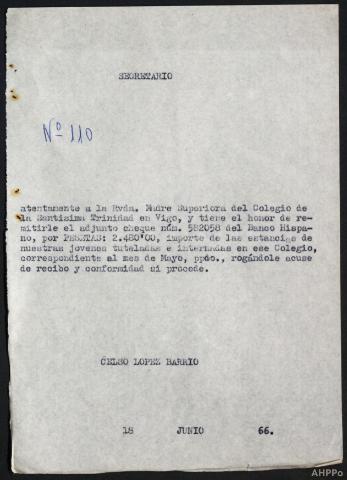 SECRETARIO
Nº 110
atentamente a la Rvda. Madre Superiora del Colegio de
la Santísima Trinidad en Vigo, y tiene el honor de re-
mitirle el adjunto cheque núm. 582058 del Banco Hispa-
no, por PESETAS: 2.480'00, importe de las estancias de
nuestras jóvenes tuteladas e internadas en ese Colegio,
correspondiente al mes de Mayo, ppdo., rogándole acuse
de recibo y conformidad si procede.
CELSO LOPEZ BARRIO
18 JUNIO 66.
AHPPo